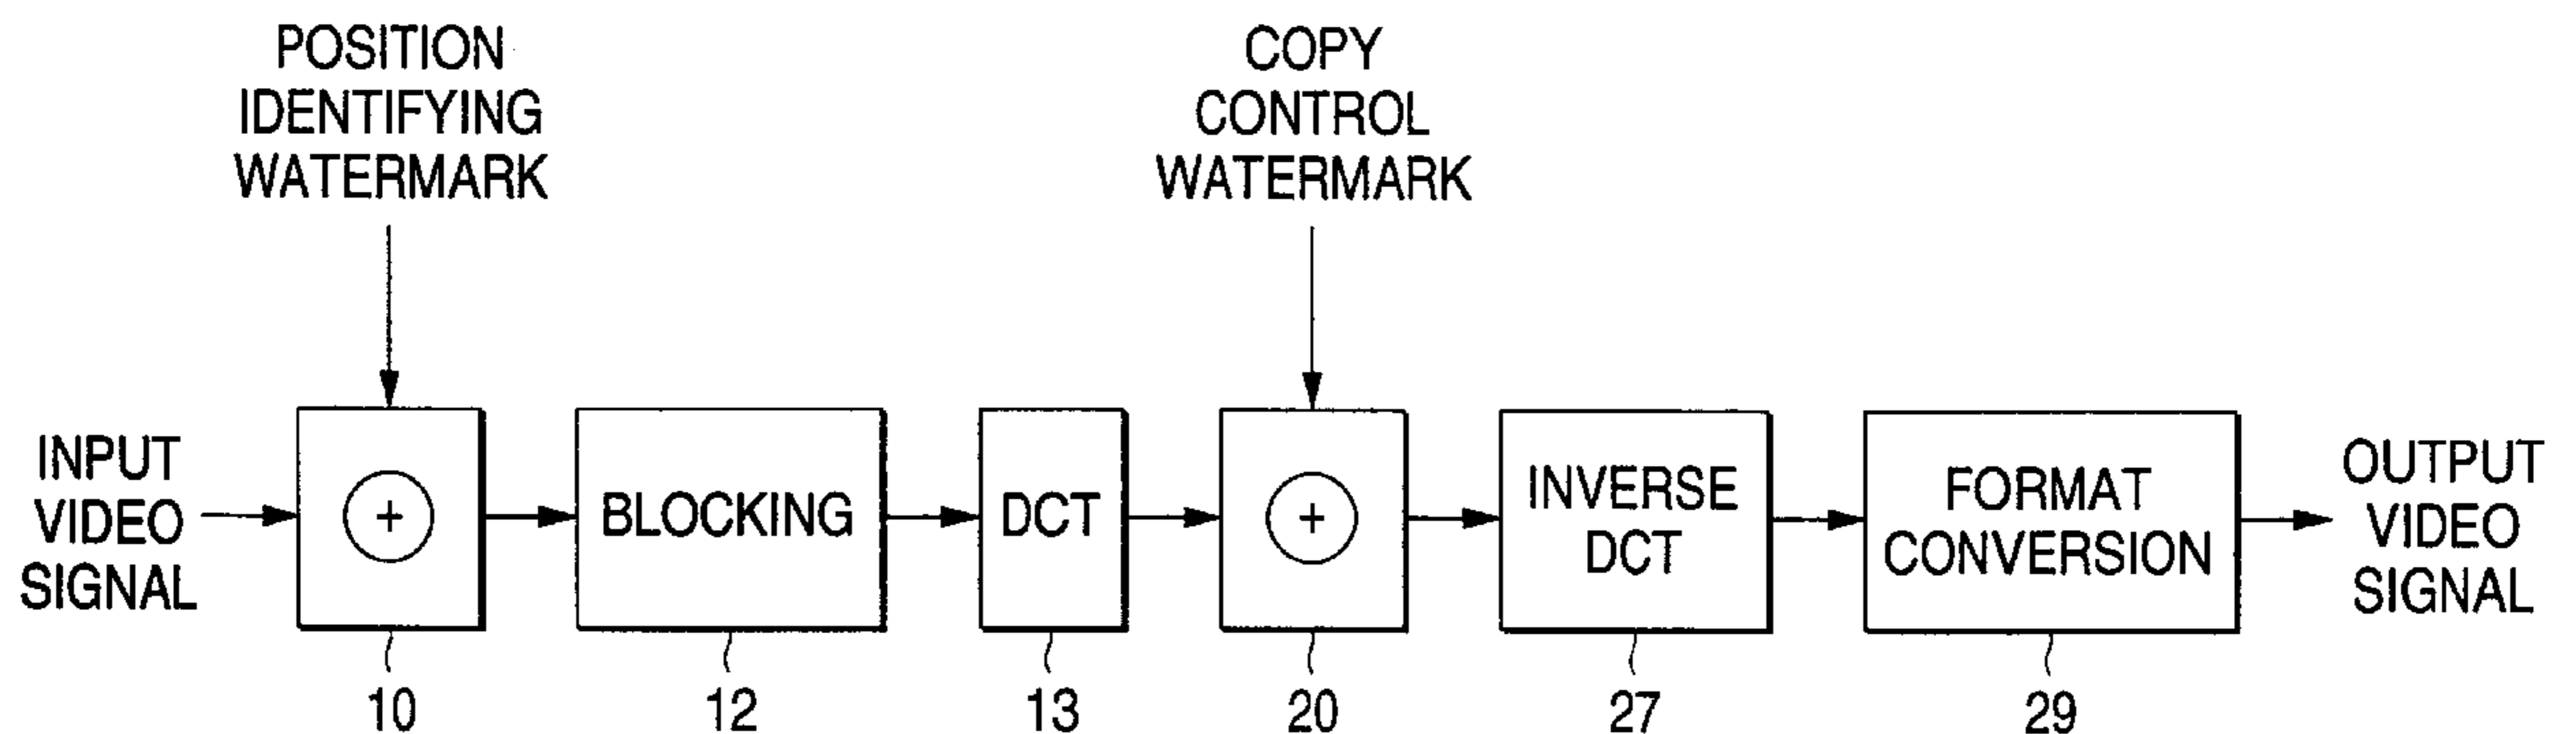 POSITION
IDENTIFYING
WATERMARK
COPY
CONTROL
WATERMARK
INPUT
VIDEO
SIGNAL
+
BLOCKING
DCT
+
INVERSE
DCT
FORMAT
CONVERSION
OUTPUT
VIDEO
SIGNAL
10
12
13
20
27
29